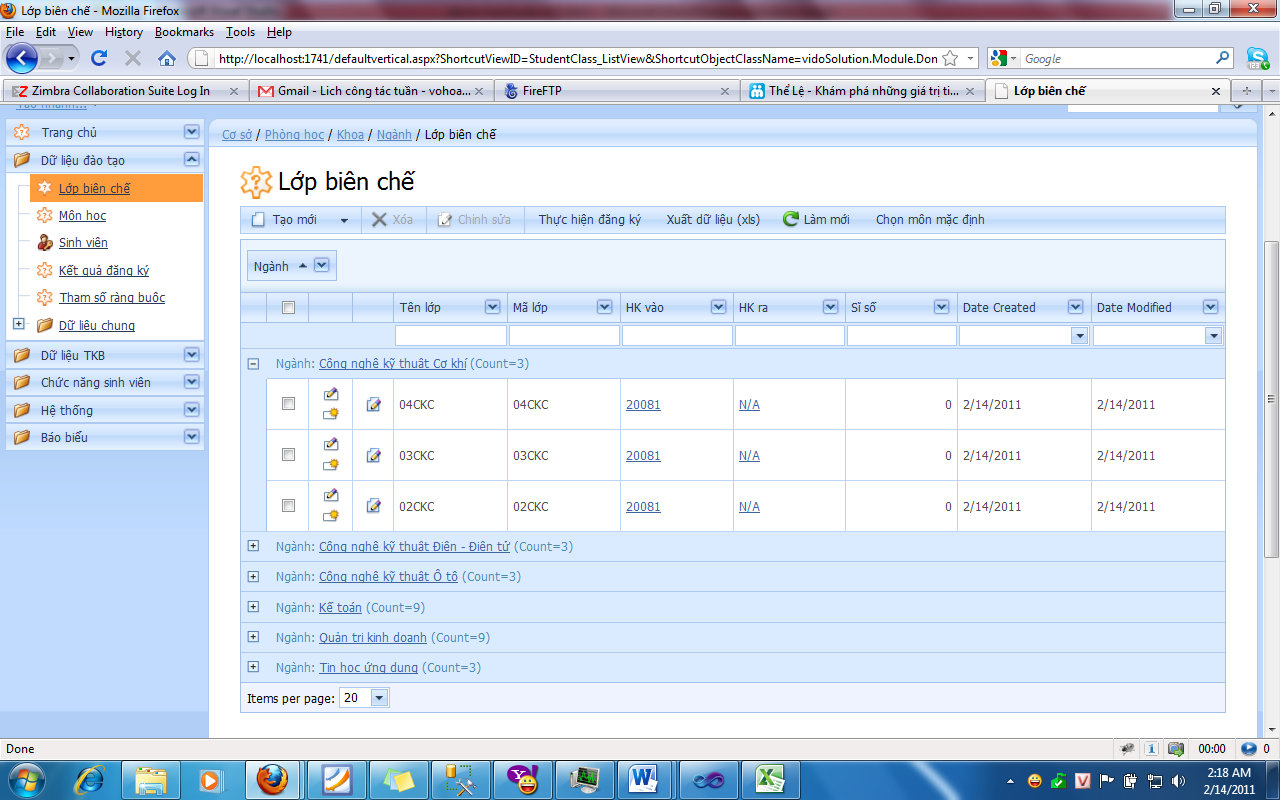 Lớp biên chế - Mozilla Firefox
File Edit View History Bookmarks Tools Help
http://localhost:1741/defaultvertical.aspx?ShortcutViewID=StudentClass_ListView&ShortcutObjectClassName=vidoSolution.Module.Don
Google
Zimbra Collaboration Suite Log In
Gmail - Lich công tác tuần - vohoa...
FireFTP
Thể Lệ - Khám phá những giá trị ti...
Lớp biên chế
Trang chủ
Dữ liệu đào tạo
Lớp biên chế
Môn học
Sinh viên
Kết quả đăng ký
Tham số ràng buộc
Dữ liệu chung
Dữ liệu TKB
Chức năng sinh viên
Hệ thống
Báo biểu
Cơ sở / Phòng học / Khoa / Ngành / Lớp biên chế
Lớp biên chế
Tạo mới Xóa Chỉnh sửa Thực hiện đăng ký Xuất dữ liệu (xls) Làm mới Chọn môn mặc định
Ngành
Tên lớp Mã lớp HK vào HK ra Sĩ số Date Created Date Modified
Ngành: Công nghệ kỹ thuật Cơ khí (Count=3)
04CKC 04CKC 20081 N/A 0 2/14/2011 2/14/2011
03CKC 03CKC 20081 N/A 0 2/14/2011 2/14/2011
02CKC 02CKC 20081 N/A 0 2/14/2011 2/14/2011
Ngành: Công nghệ kỹ thuật Điện - Điện tử (Count=3)
Ngành: Công nghệ kỹ thuật Ô tô (Count=3)
Ngành: Kế toán (Count=9)
Ngành: Quản trị kinh doanh (Count=9)
Ngành: Tin học ứng dụng (Count=3)
Items per page: 20
Done
00:00
0
2:18 AM
2/14/2011